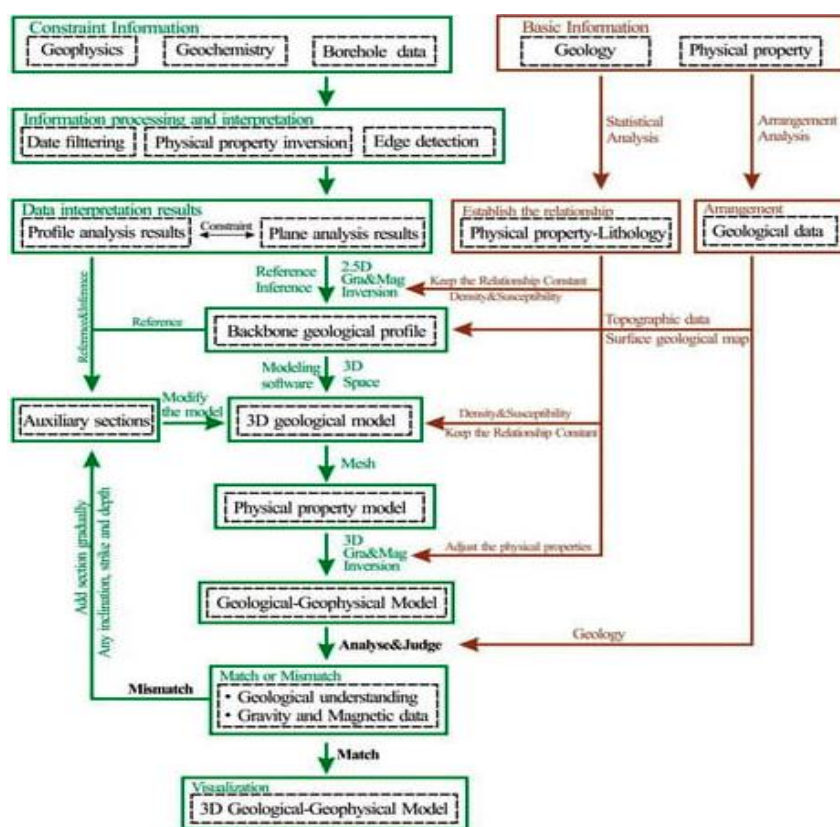 Constraint Information
Geophysics
Geochemistry
Borehole data
Basic Information
Geology
Physical property
Statistical
Analysis
Arrangement
Analysis
Information processing and interpretation
Date filttering
Physical property inversion
Edge detection
Data interpretation results
Profile analysis results
Constraint
Plane analysis results
Establish the relationship
Physical property-Lithology
Arrangement
Geological data
Reference&Inference
Reference
Inference
2.5D
Gra&Mag
Inversion
Keep the Relationship Constant
Density&Susceptibility
Reference
Backbone geological profile
Topographic data
Surface geological map
Modeling
software
3D
Space
Auxiliary sections
Modify
the model
3D geological model
Density&Susceptibility
Keep the Relationship Constant
Mesh
Physical property model
3D
Gra&Mag
Inversion
Adjust the physical properties
Add section gradually
Any inclination, strike and depth
Geological-Geophysical Model
Analyse&Judge
Geology
Mismatch
Match or Mismatch
• Geological understanding
• Gravity and Magnetic data
Match
Visualization
3D Geological-Geophysical Model